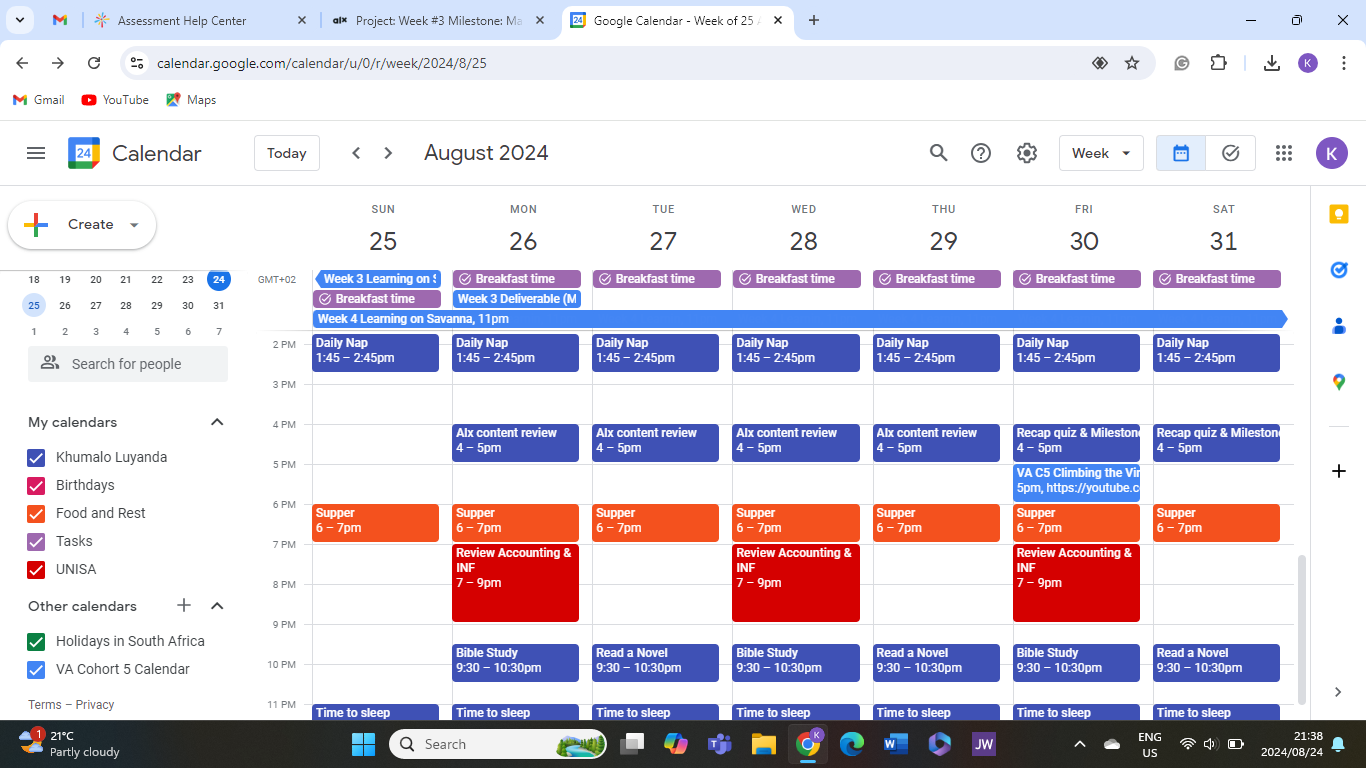 Assessment Help Center
alx Project: Week #3 Milestone: Ma
Google Calendar - Week of 25 A
calendar.google.com/calendar/u/0/r/week/2024/8/25
K
Gmail YouTube Maps
24 Calendar Today August 2024 Week K
Create
18 19 20 21 22 23 24
25 26 27 28 29 30 31
1 2 3 4 5 6 7
Search for people
My calendars
Khumalo Luyanda
Birthdays
Food and Rest
Tasks
UNISA
Other calendars
Holidays in South Africa
VA Cohort 5 Calendar
Terms – Privacy
SUN MON TUE WED THU FRI SAT
25 26 27 28 29 30 31
GMT+02
Week 3 Learning on S Breakfast time Breakfast time Breakfast time Breakfast time Breakfast time Breakfast time
Breakfast time Week 3 Deliverable (M
Week 4 Learning on Savanna, 11pm
2 PM
Daily Nap Daily Nap Daily Nap Daily Nap Daily Nap Daily Nap Daily Nap
1:45 – 2:45pm 1:45 – 2:45pm 1:45 – 2:45pm 1:45 – 2:45pm 1:45 – 2:45pm 1:45 – 2:45pm 1:45 – 2:45pm
3 PM
4 PM
Alx content review Alx content review Alx content review Alx content review Recap quiz & Mileston Recap quiz & Mileston
4 – 5pm 4 – 5pm 4 – 5pm 4 – 5pm 4 – 5pm 4 – 5pm
5 PM
VA C5 Climbing the Vir
5pm, https://youtube.c
6 PM
Supper Supper Supper Supper Supper Supper Supper
6 – 7pm 6 – 7pm 6 – 7pm 6 – 7pm 6 – 7pm 6 – 7pm 6 – 7pm
7 PM
Review Accounting & Review Accounting & Review Accounting &
INF INF INF
7 – 9pm 7 – 9pm 7 – 9pm
8 PM
9 PM
Bible Study Read a Novel Bible Study Read a Novel Bible Study Read a Novel
9:30 – 10:30pm 9:30 – 10:30pm 9:30 – 10:30pm 9:30 – 10:30pm 9:30 – 10:30pm 9:30 – 10:30pm
10 PM
11 PM
Time to sleep Time to sleep Time to sleep Time to sleep Time to sleep Time to sleep Time to sleep
1
21°C
Partly cloudy
Search
K
W
JW
ENG
US
21:38
2024/08/24